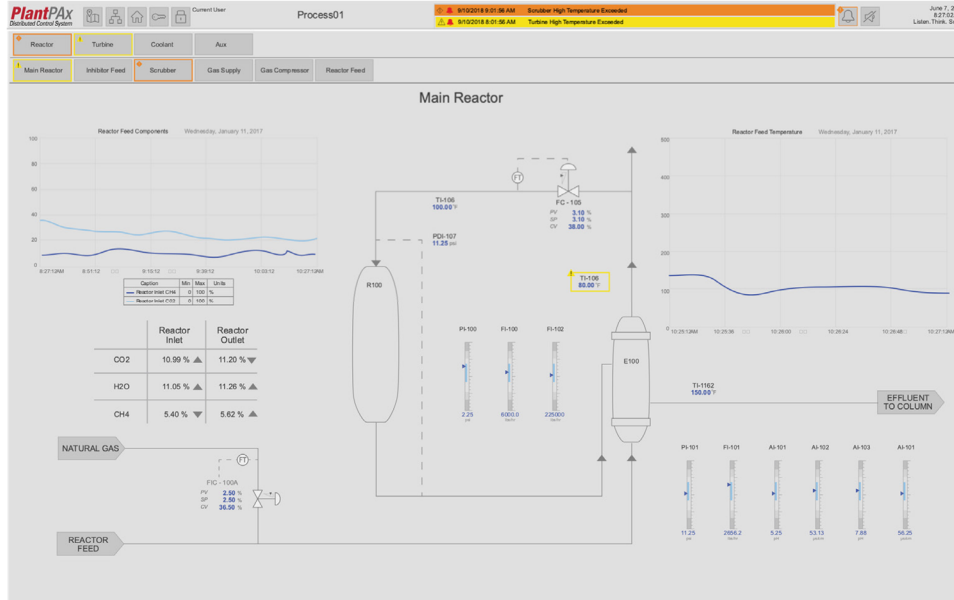 PlantPAx
Distributed Control System
Current User
Process01
9/10/2018 9:01:56 AM Scrubber High Temperature Exceeded
9/10/2018 8:01:56 AM Turbine High Temperature Exceeded
June 7, 2
8:27:02
Listen. Think. So
Reactor Turbine Coolant Aux
Main Reactor Inhibitor Feed Scrubber Gas Supply Gas Compressor Reactor Feed
Main Reactor
Reactor Feed Components Wednesday, January 11, 2017
100
80
60
40
20
0
8:27:12AM 8:51:12 9:15:12 9:39:12 10:03:12 10:27:12AM
Caption Min Max Units
Reactor Inlet CH4 0 100 %
Reactor Inlet CO2 0 100 %
Reactor Inlet Reactor Outlet
CO2 10.99 % 11.20 %
H2O 11.05 % 11.26 %
CH4 5.40 % 5.62 %
NATURAL GAS
FT
FIC - 100A
PV 2.50 %
SP 2.50 %
CV 36.50 %
REACTOR
FEED
TI-106
100.00 °F
PDI-107
11.25 psi
R100
FT
FC - 105
PV 3.10 %
SP 3.10 %
CV 38.00 %
TI-106
80.00 °F
PI-100 FI-100 FI-102
2.25 6000.0 225000
E100
TI-1162
150.00 °F
EFFLUENT
TO COLUMN
Reactor Feed Temperature Wednesday, January 11, 2017
500
400
300
200
100
0
10:25:12AM 10:25:36 10:26:00 10:26:24 10:26:48 10:27:12AM
PI-101 FI-101 AI-101 AI-102 AI-103 AI-101
11.25 2656.2 5.25 53.13 7.88 56.25